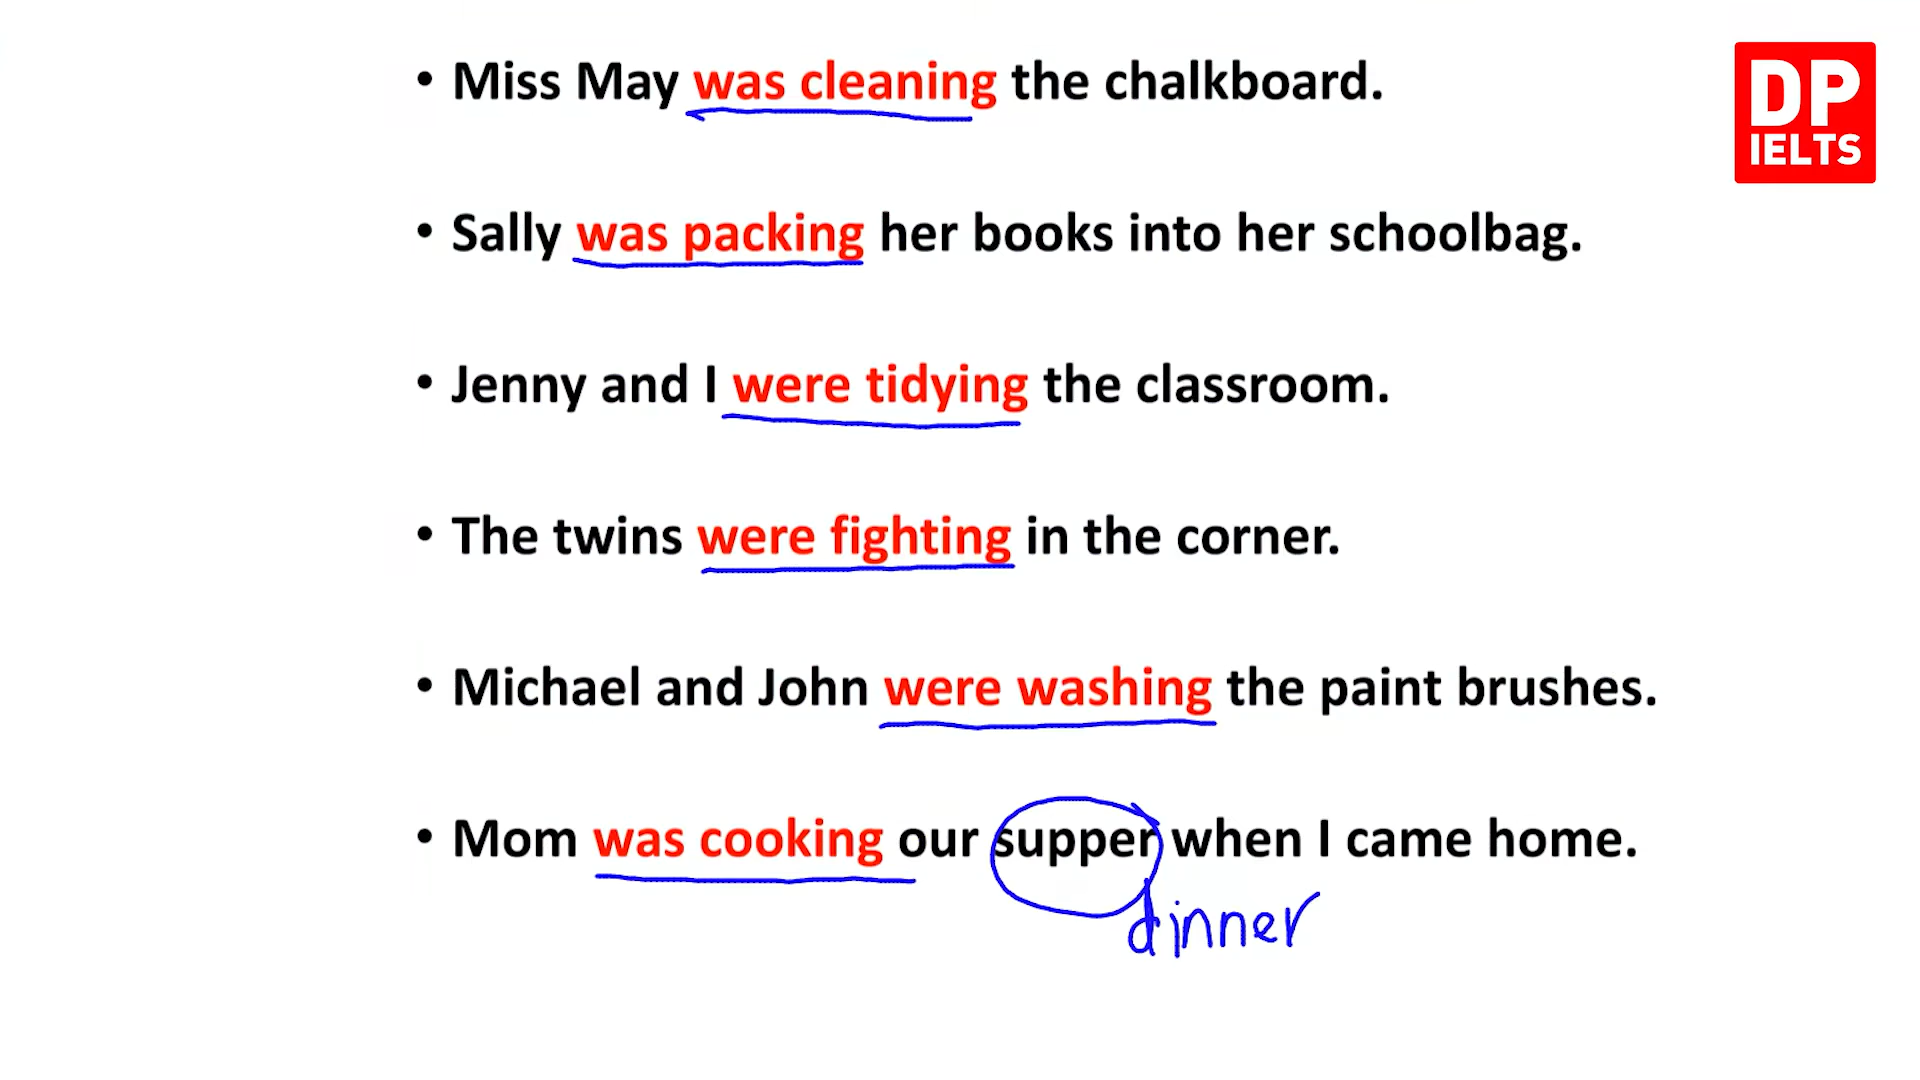 • Miss May was cleaning the chalkboard.
DP
IELTS
• Sally was packing her books into her schoolbag.
• Jenny and I were tidying the classroom.
• The twins were fighting in the corner.
• Michael and John were washing the paint brushes.
• Mom was cooking our supper when I came home.
dinner